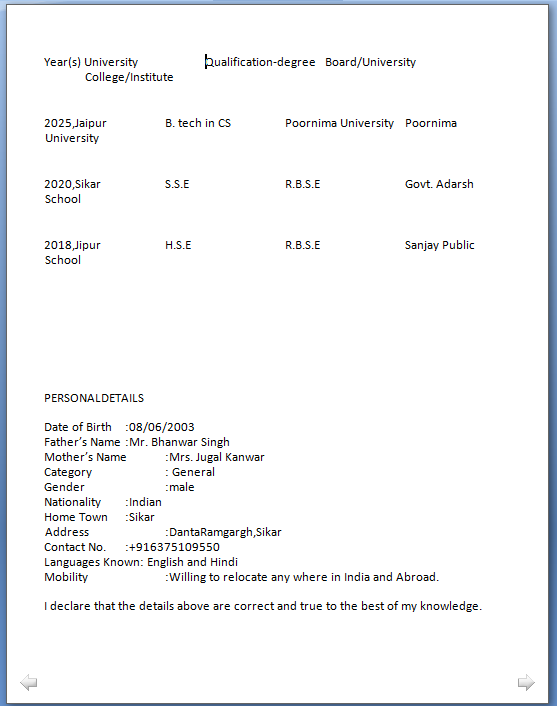 Year(s) University Qualification-degree Board/University
College/Institute
2025,Jaipur B. tech in CS Poornima University Poornima
University
2020,Sikar S.S.E R.B.S.E Govt. Adarsh
School
2018,Jipur H.S.E R.B.S.E Sanjay Public
School
PERSONALDETAILS
Date of Birth :08/06/2003
Father’s Name :Mr. Bhanwar Singh
Mother’s Name :Mrs. Jugal Kanwar
Category : General
Gender :male
Nationality :Indian
Home Town :Sikar
Address :DantaRamgargh,Sikar
Contact No. :+916375109550
Languages Known: English and Hindi
Mobility :Willing to relocate any where in India and Abroad.
I declare that the details above are correct and true to the best of my knowledge.